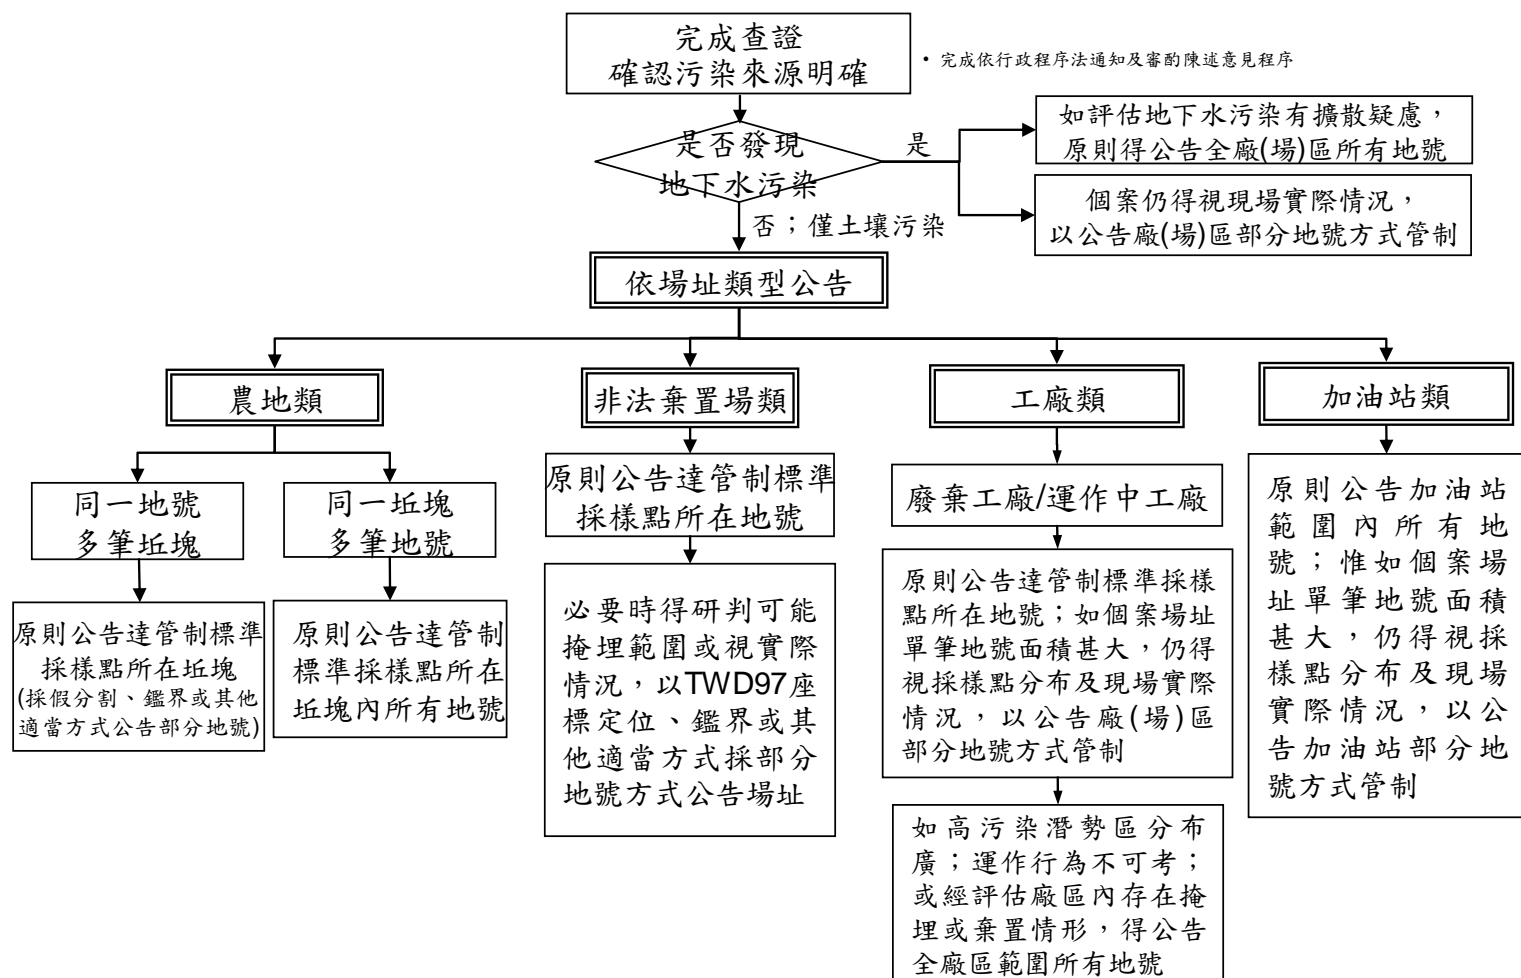 完成查證
確認污染來源明確
• 完成依行政程序法通知及審酌陳述意見程序
是否發現
地下水污染
是
如評估地下水污染有擴散疑慮，
原則得公告全廠(場)區所有地號
個案仍得視現場實際情況，
以公告廠(場)區部分地號方式管制
否；僅土壤污染
依場址類型公告
農地類
非法棄置場類
工廠類
加油站類
同一地號
多筆坵塊
同一坵塊
多筆地號
原則公告達管制標準
採樣點所在坵塊
(採假分割、鑑界或其他
適當方式公告部分地號)
原則公告達管制
標準採樣點所在
坵塊內所有地號
原則公告達管制標準
採樣點所在地號
必要時得研判可能
掩埋範圍或視實際
情況，以TWD97座
標定位、鑑界或其
他適當方式採部分
地號方式公告場址
廢棄工廠/運作中工廠
原則公告達管制標準採樣
點所在地號；如個案場址
單筆地號面積甚大，仍得
視採樣點分布及現場實際
情況，以公告廠(場)區
部分地號方式管制
如高污染潛勢區分布
廣；運作行為不可考；
或經評估廠區內存在掩
埋或棄置情形，得公告
全廠區範圍所有地號
原則公告加油站
範圍內所有地
號；惟如個案場
址單筆地號面積
甚大，仍得視採
樣點分布及現場
實際情況，以公
告加油站部分地
號方式管制